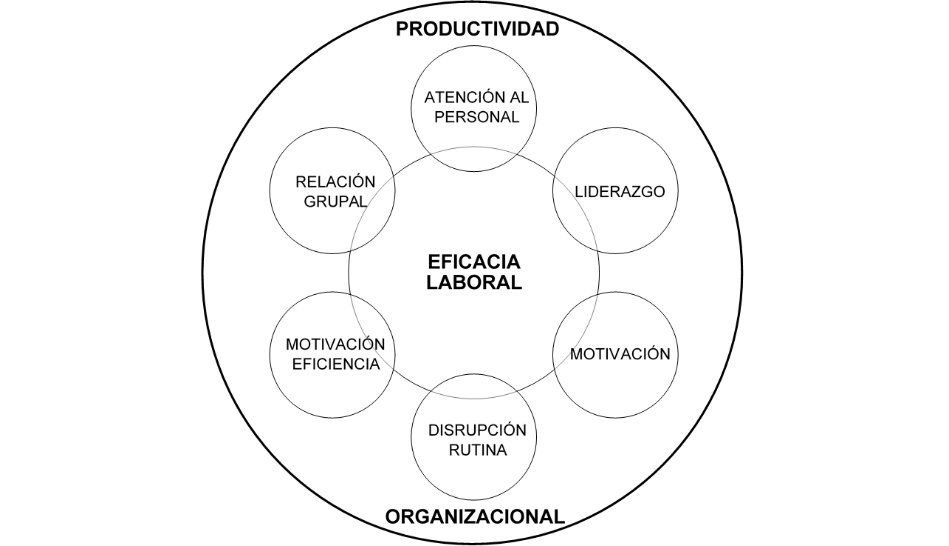 PRODUCTIVIDAD
ATENCIÓN AL
PERSONAL
RELACIÓN
GRUPAL
LIDERAZGO
EFICACIA
LABORAL
MOTIVACIÓN
EFICIENCIA
MOTIVACIÓN
DISRUPCIÓN
RUTINA
ORGANIZACIONAL